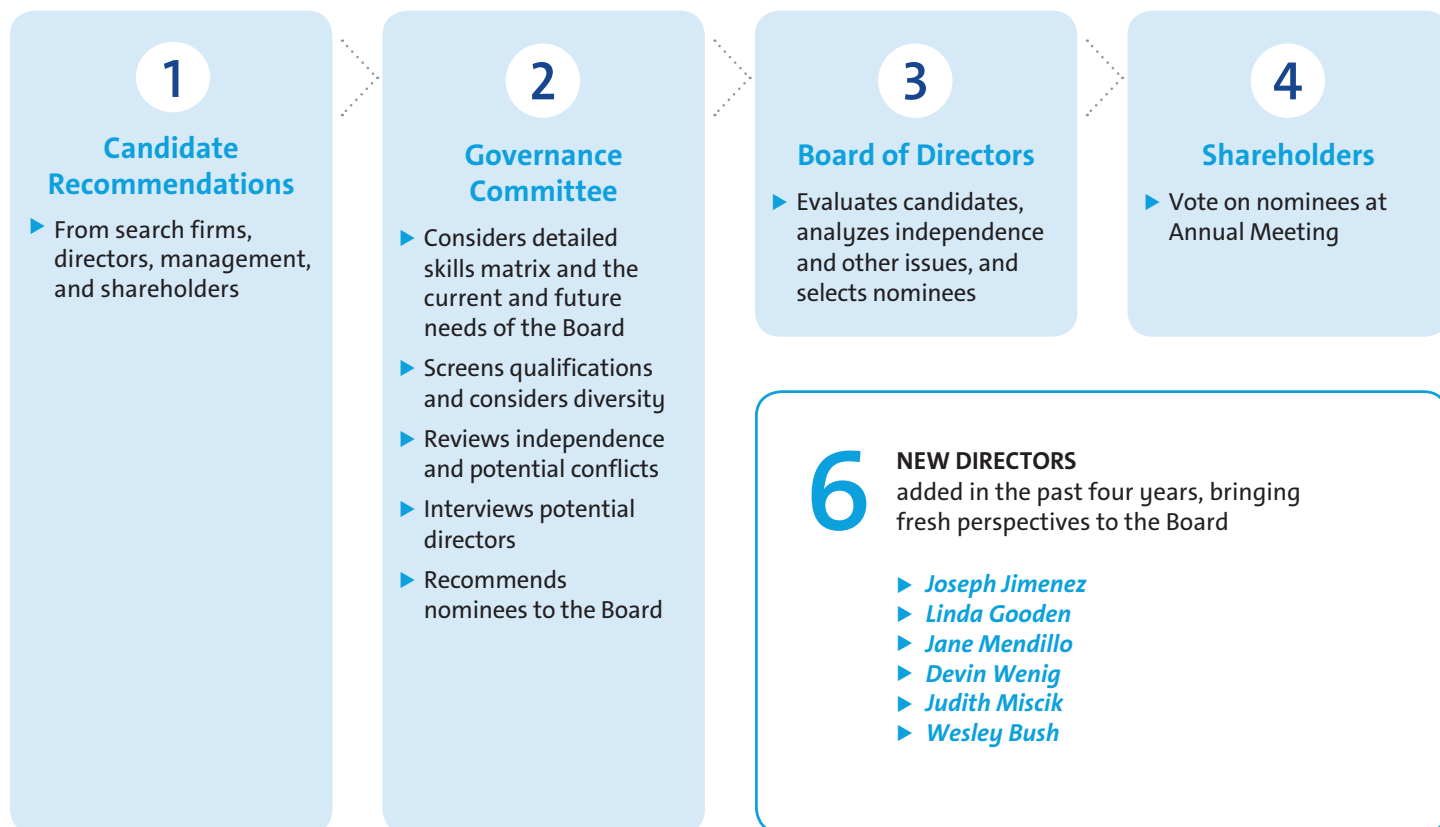 1
Candidate
Recommendations
From search firms,
directors, management,
and shareholders
2
Governance
Committee
Considers detailed
skills matrix and the
current and future
needs of the Board
Screens qualifications
and considers diversity
Reviews independence
and potential conflicts
Interviews potential
directors
Recommends
nominees to the Board
3
Board of Directors
Evaluates candidates,
analyzes independence
and other issues, and
selects nominees
4
Shareholders
Vote on nominees at
Annual Meeting
6
NEW DIRECTORS
added in the past four years, bringing
fresh perspectives to the Board
Joseph Jimenez
Linda Gooden
Jane Mendillo
Devin Wenig
Judith Miscik
Wesley Bush